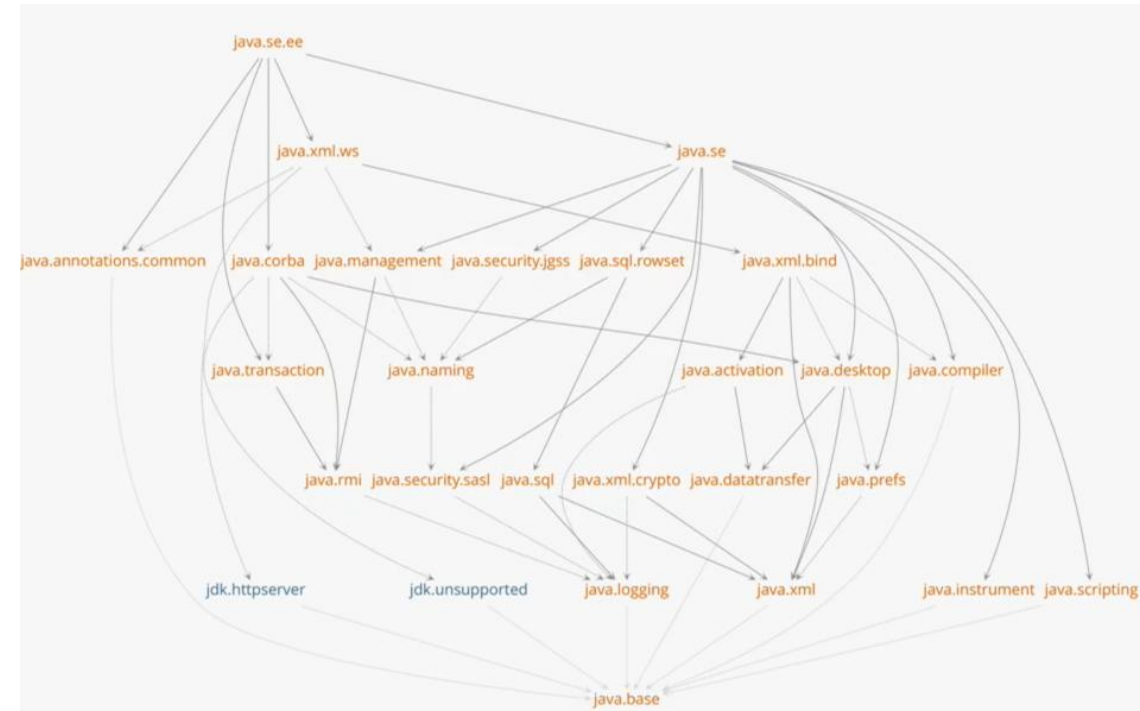 java.se.ee
java.xml.ws java.se
java.annotations.common java.corba java.management java.security.jgss java.sql.rowset java.xml.bind
java.transaction java.naming java.activation java.desktop java.compiler
java.rmi java.security.sasl java.sql java.xml.crypto java.datatransfer java.prefs
jdk.httpserver jdk.unsupported java.logging java.xml java.instrument java.scripting
java.base